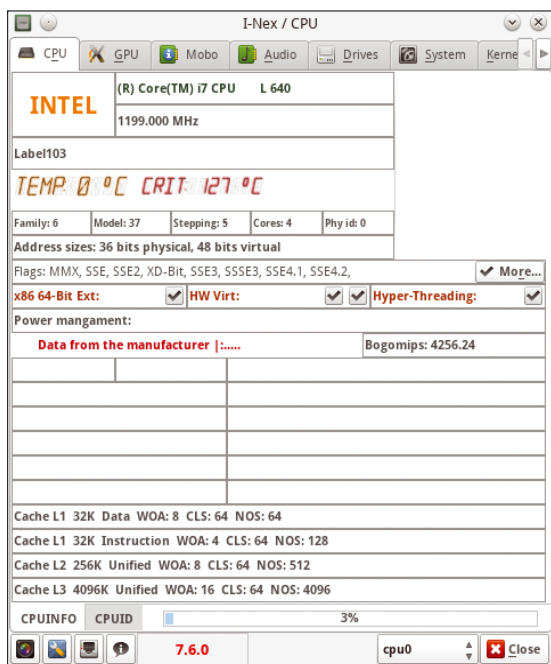 I-Nex / CPU
CPU GPU Mobo Audio Drives System Kerne
INTEL
(R) Core(TM) i7 CPU L 640
1199.000 MHz
Label103
TEMP: 0 °C CRIT: 127 °C
Family: 6 Model: 37 Stepping: 5 Cores: 4 Phy id: 0
Address sizes: 36 bits physical, 48 bits virtual
Flags: MMX, SSE, SSE2, XD-Bit, SSE3, SSSE3, SSE4.1, SSE4.2, More...
x86 64-Bit Ext: HW Virt: Hyper-Threading:
Power mangament:
Data from the manufacturer |:..... Bogomips: 4256.24
Cache L1 32K Data WOA: 8 CLS: 64 NOS: 64
Cache L1 32K Instruction WOA: 4 CLS: 64 NOS: 128
Cache L2 256K Unified WOA: 8 CLS: 64 NOS: 512
Cache L3 4096K Unified WOA: 16 CLS: 64 NOS: 4096
CPUINFO CPUID 3%
7.6.0 cpu0 Close